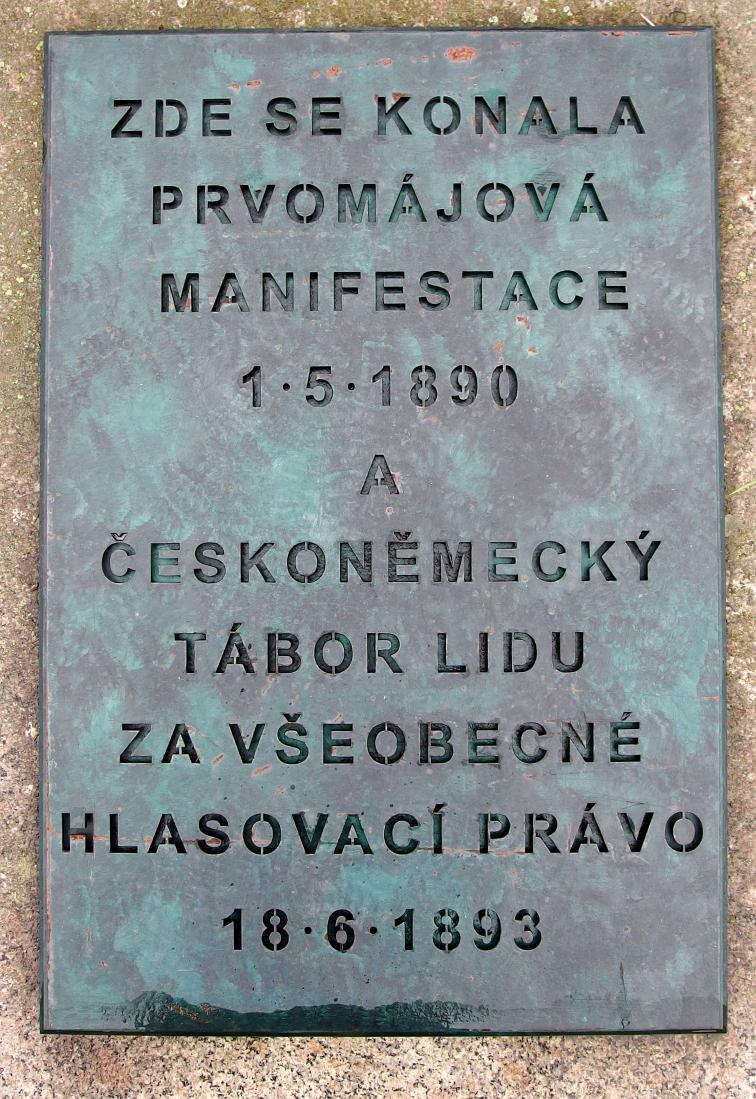 ZDE SE KONALA
PRVOMÁJOVÁ
MANIFESTACE
1·5·1890
A
ČESKONĚMECKÝ
TÁBOR LIDU
ZA VŠEOBECNÉ
HLASOVACÍ PRÁVO
18·6·1893